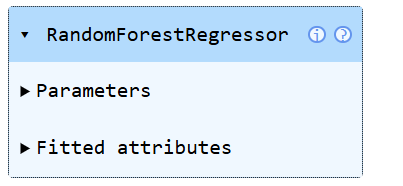 ▾ RandomForestRegressor i ?
▸ Parameters
▸ Fitted attributes